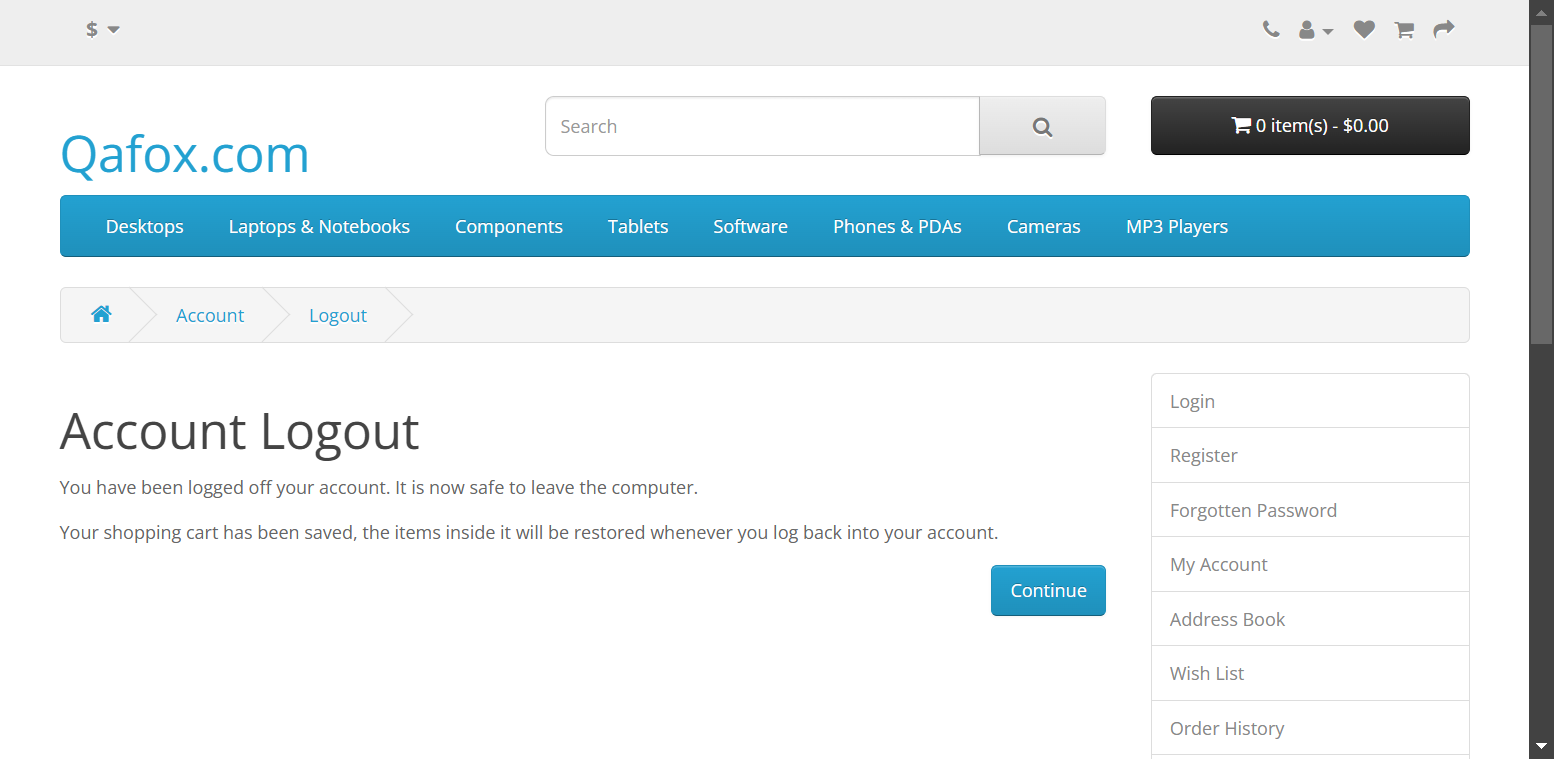 $
Search
0 item(s) - $0.00
Qafox.com
Desktops Laptops & Notebooks Components Tablets Software Phones & PDAs Cameras MP3 Players
Account Logout
Account Logout
You have been logged off your account. It is now safe to leave the computer.
Your shopping cart has been saved, the items inside it will be restored whenever you log back into your account.
Continue
Login
Register
Forgotten Password
My Account
Address Book
Wish List
Order History